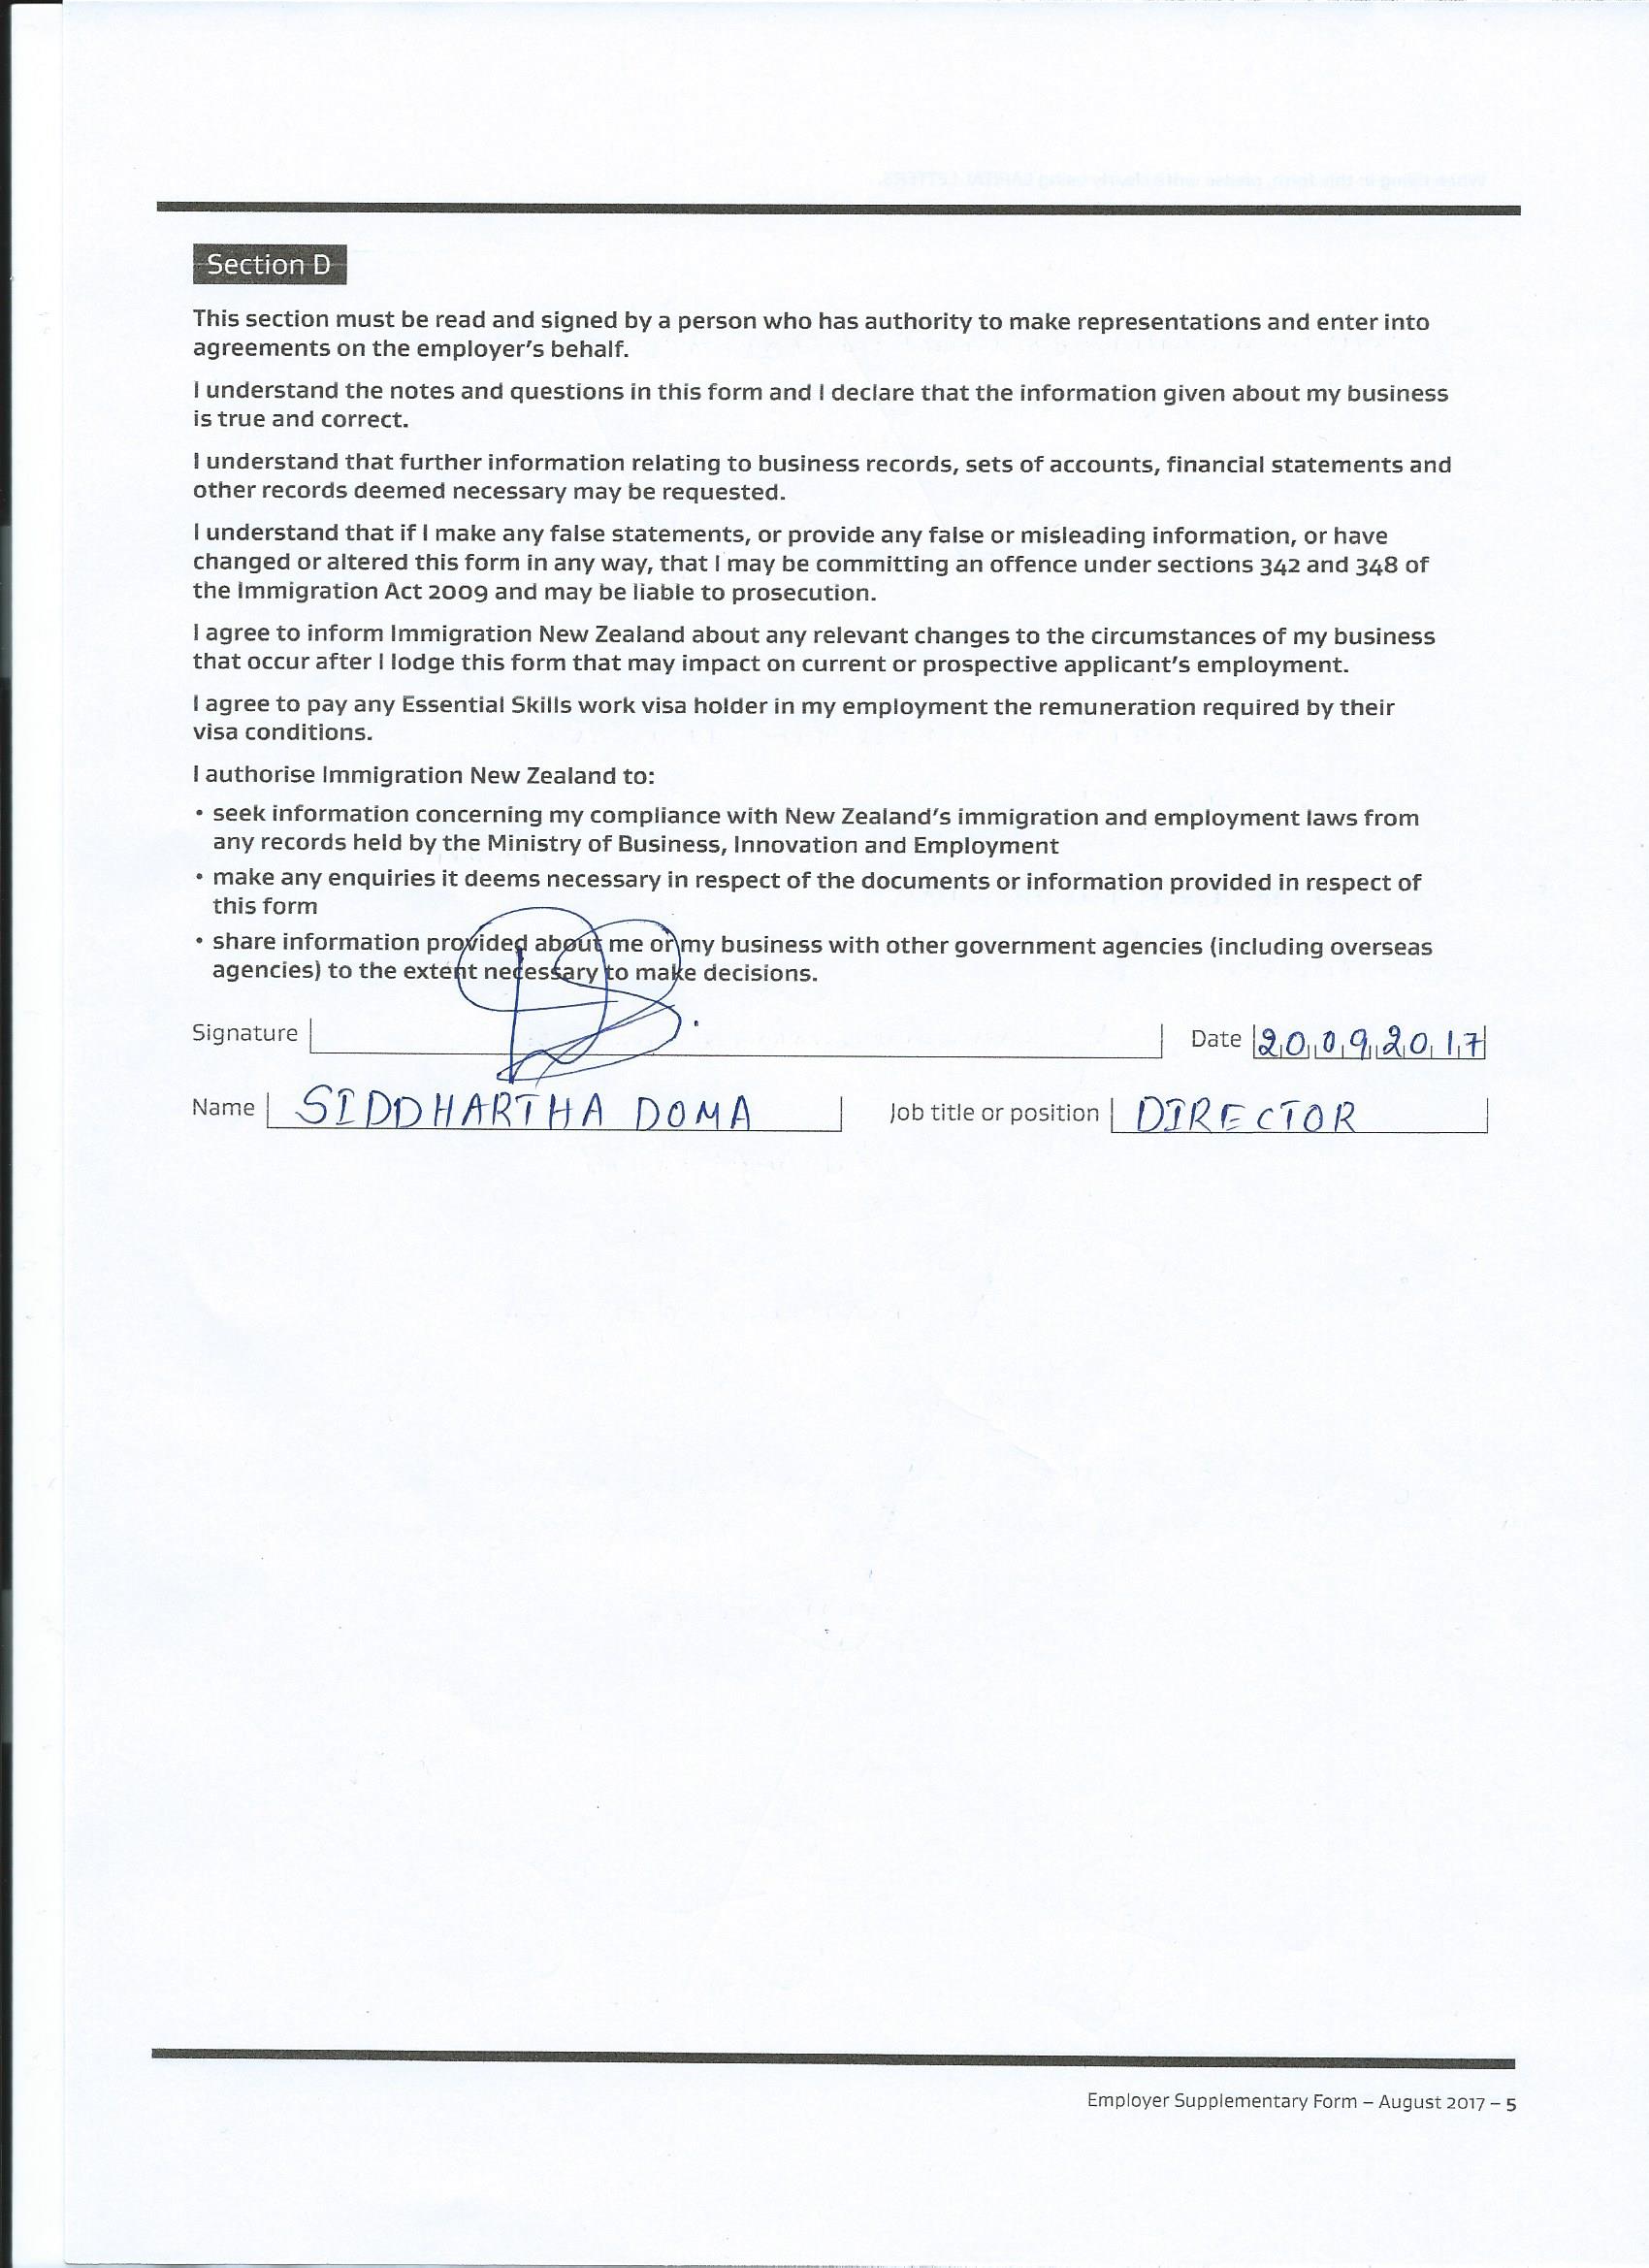 Section D
This section must be read and signed by a person who has authority to make representations and enter into
agreements on the employer's behalf.
I understand the notes and questions in this form and I declare that the information given about my business
is true and correct.
I understand that further information relating to business records, sets of accounts, financial statements and
other records deemed necessary may be requested.
I understand that if I make any false statements, or provide any false or misleading information, or have
changed or altered this form in any way, that I may be committing an offence under sections 342 and 348 of
the Immigration Act 2009 and may be liable to prosecution.
I agree to inform Immigration New Zealand about any relevant changes to the circumstances of my business
that occur after I lodge this form that may impact on current or prospective applicant's employment.
I agree to pay any Essential Skills work visa holder in my employment the remuneration required by their
visa conditions.
I authorise Immigration New Zealand to:
• seek information concerning my compliance with New Zealand's immigration and employment laws from
any records held by the Ministry of Business, Innovation and Employment
• make any enquiries it deems necessary in respect of the documents or information provided in respect of
this form
• share information provided about me or my business with other government agencies (including overseas
agencies) to the extent necessary to make decisions.
Signature Date 20 09 2017
Name SIDDHARTHA DOMA Job title or position DIRECTOR
Employer Supplementary Form – August 2017 – 5